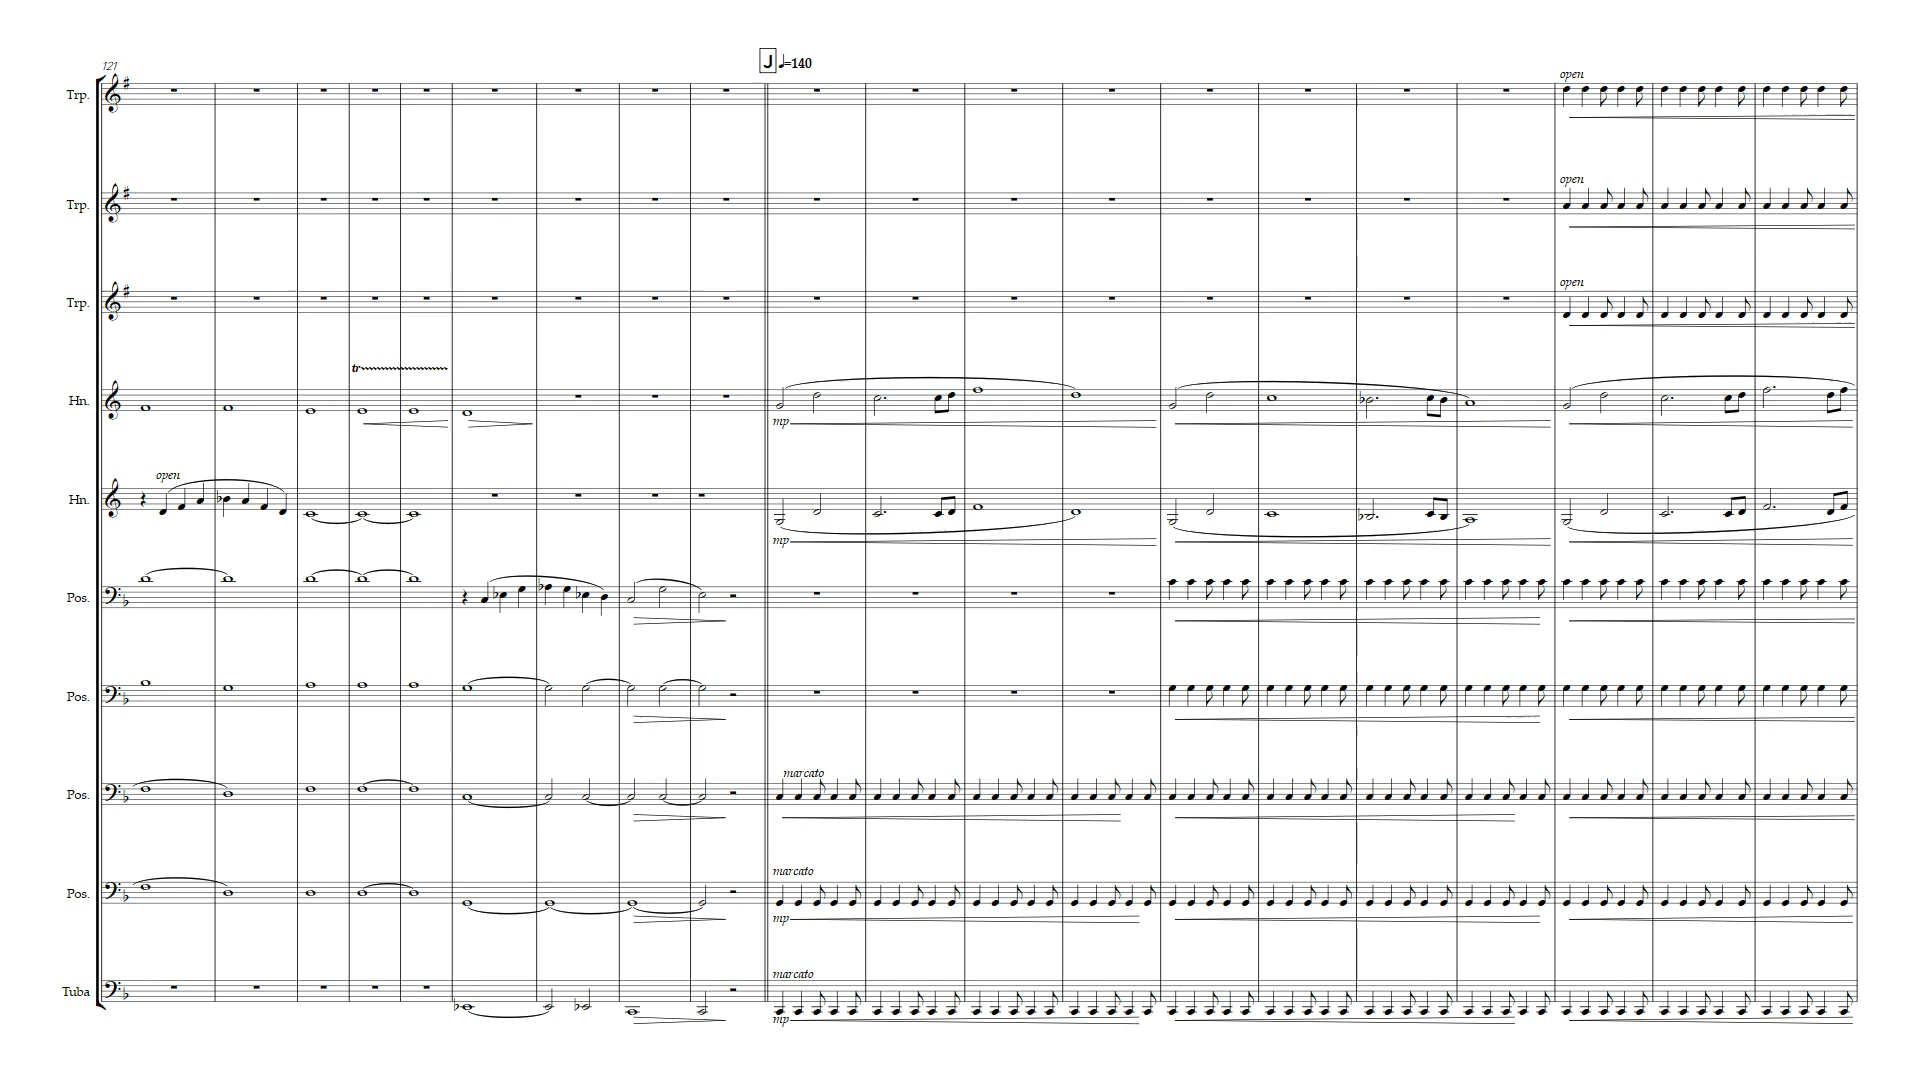 J ♩=140
121
open
Trp.
open
Trp.
open
Trp.
tr
Hn.
mp
open
Hn.
mp
Pos.
Pos.
marcato
Pos.
marcato
Pos.
mp
marcato
Tuba
mp